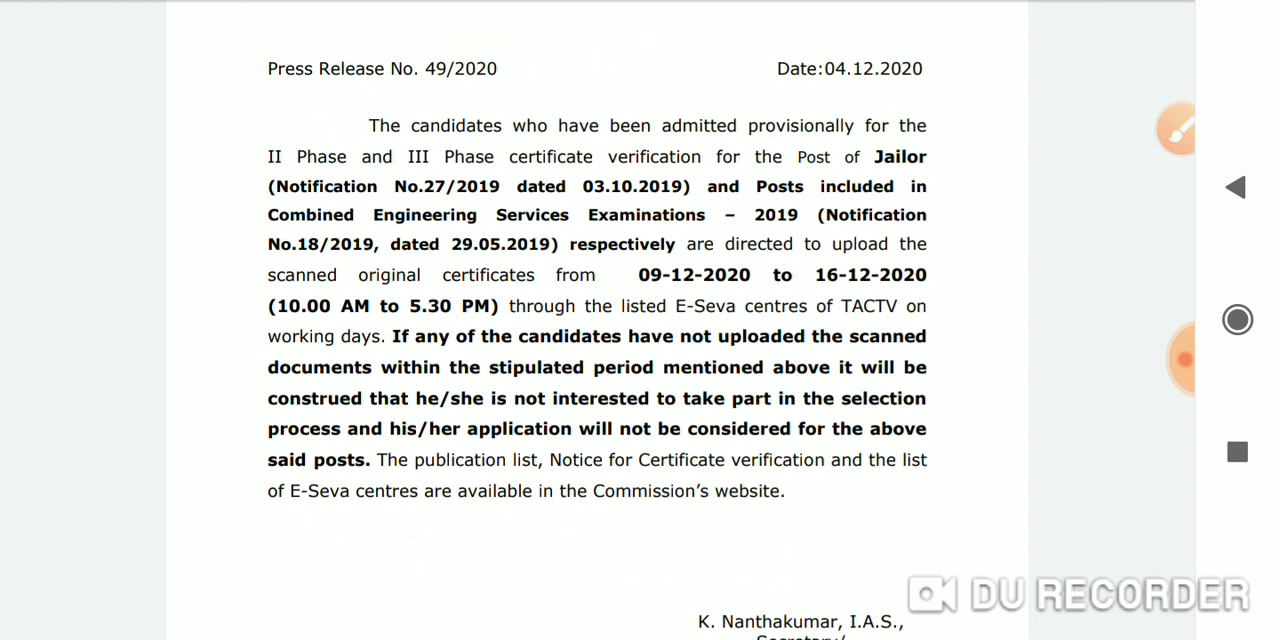 Press Release No. 49/2020 Date:04.12.2020
The candidates who have been admitted provisionally for the
II Phase and III Phase certificate verification for the Post of Jailor
(Notification No.27/2019 dated 03.10.2019) and Posts included in
Combined Engineering Services Examinations – 2019 (Notification
No.18/2019, dated 29.05.2019) respectively are directed to upload the
scanned original certificates from 09-12-2020 to 16-12-2020
(10.00 AM to 5.30 PM) through the listed E-Seva centres of TACTV on
working days. If any of the candidates have not uploaded the scanned
documents within the stipulated period mentioned above it will be
construed that he/she is not interested to take part in the selection
process and his/her application will not be considered for the above
said posts. The publication list, Notice for Certificate verification and the list
of E-Seva centres are available in the Commission’s website.
DU RECORDER
K. Nanthakumar, I.A.S.,
Secretary/